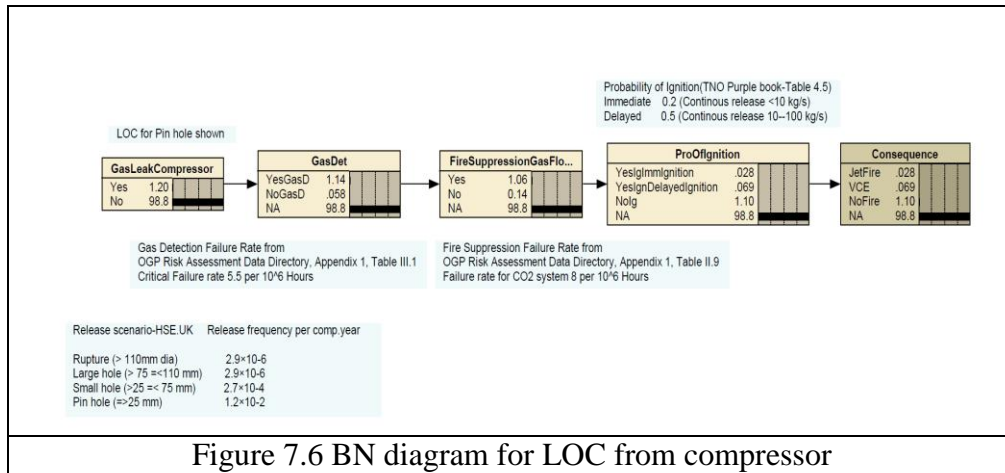 Probability of Ignition(TNO Purple book-Table 4.5)
Immediate 0.2 (Continous release <10 kg/s)
Delayed 0.5 (Continous release 10--100 kg/s)
LOC for Pin hole shown
GasLeakCompressor
Yes 1.20
No 98.8
GasDet
YesGasD 1.14
NoGasD .058
NA 98.8
FireSuppressionGasFlo...
Yes 1.06
No 0.14
NA 98.8
ProOfIgnition
YesIgImmIgnition .028
YesIgnDelayedIgnition .069
NoIg 1.10
NA 98.8
Consequence
JetFire .028
VCE .069
NoFire 1.10
NA 98.8
Gas Detection Failure Rate from
OGP Risk Assessment Data Directory, Appendix 1, Table III.1
Critical Failure rate 5.5 per 10^6 Hours
Fire Suppression Failure Rate from
OGP Risk Assessment Data Directory, Appendix 1, Table II.9
Failure rate for CO2 system 8 per 10^6 Hours
Release scenario-HSE.UK Release frequency per comp.year
Rupture (> 110mm dia) 2.9×10-6
Large hole (> 75 =<110 mm) 2.9×10-6
Small hole (>25 =< 75 mm) 2.7×10-4
Pin hole (=>25 mm) 1.2×10-2
Figure 7.6 BN diagram for LOC from compressor